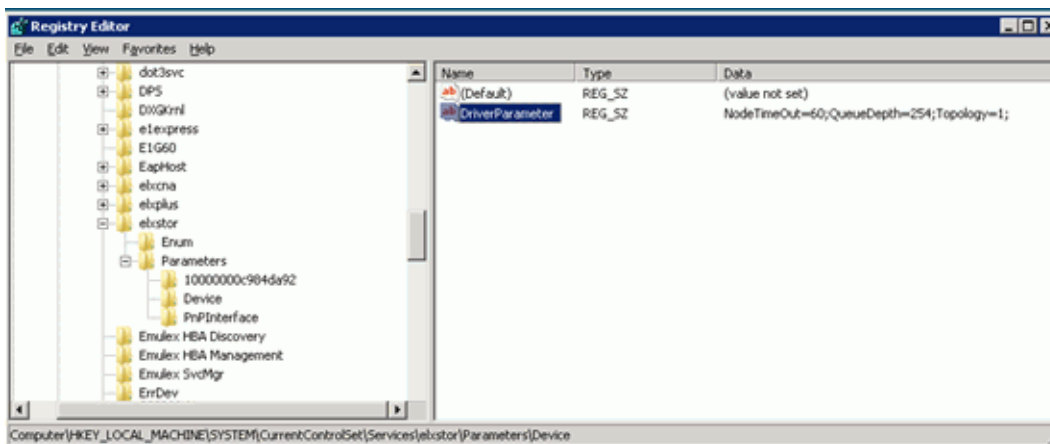 Registry Editor
File Edit View Favorites Help
dot3svc
DPS
DXGKrnl
e1express
E1G60
EapHost
elxcna
elxplus
elxstor
Enum
Parameters
10000000c984da92
Device
PnPInterface
Emulex HBA Discovery
Emulex HBA Management
Emulex SvcMgr
ErrDev
Name Type Data
ab (Default) REG_SZ (value not set)
ab DriverParameter REG_SZ NodeTimeOut=60;QueueDepth=254;Topology=1;
Computer\HKEY_LOCAL_MACHINE\SYSTEM\CurrentControlSet\Services\elxstor\Parameters\Device